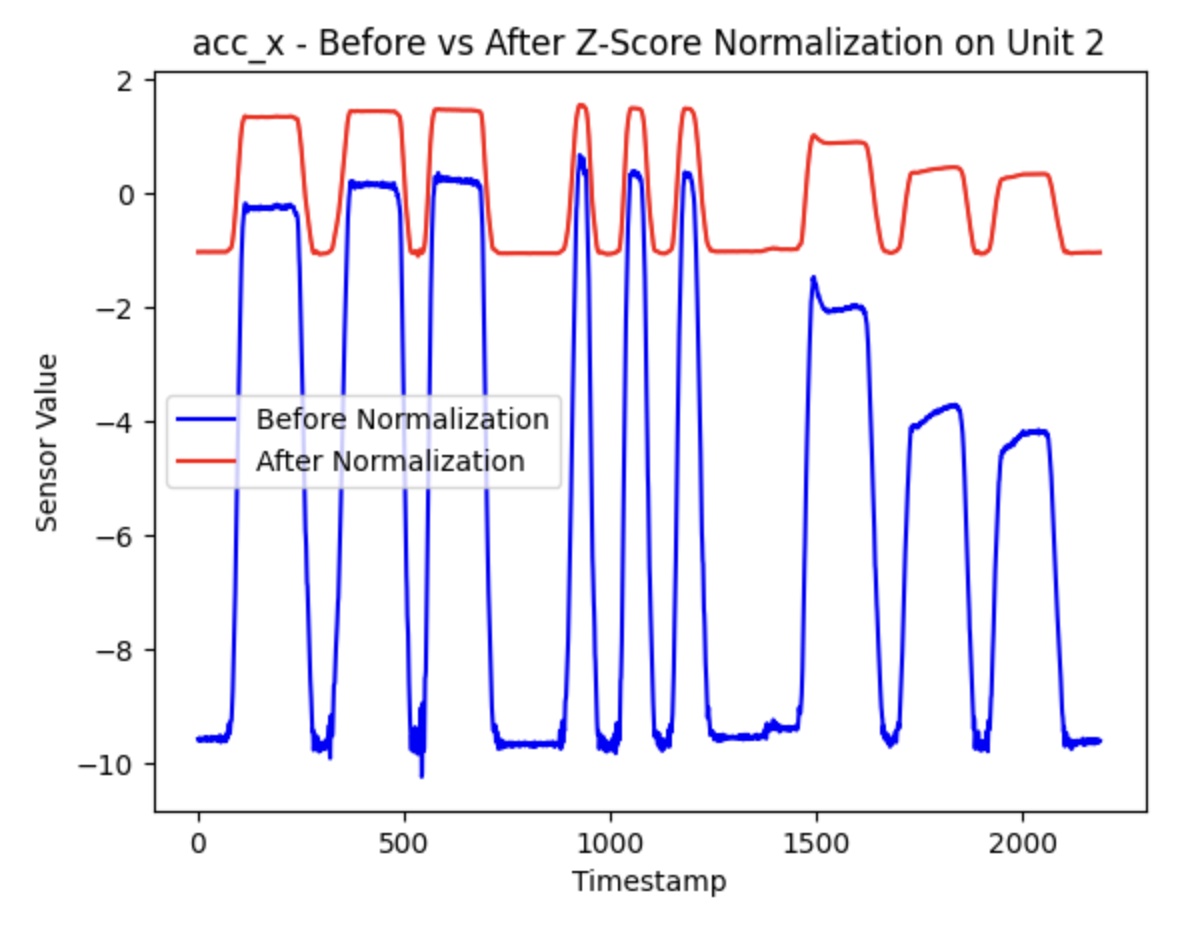 acc_x - Before vs After Z-Score Normalization on Unit 2
2
0
−2
−4
−6
−8
−10
Sensor Value
Before Normalization
After Normalization
0 500 1000 1500 2000
Timestamp